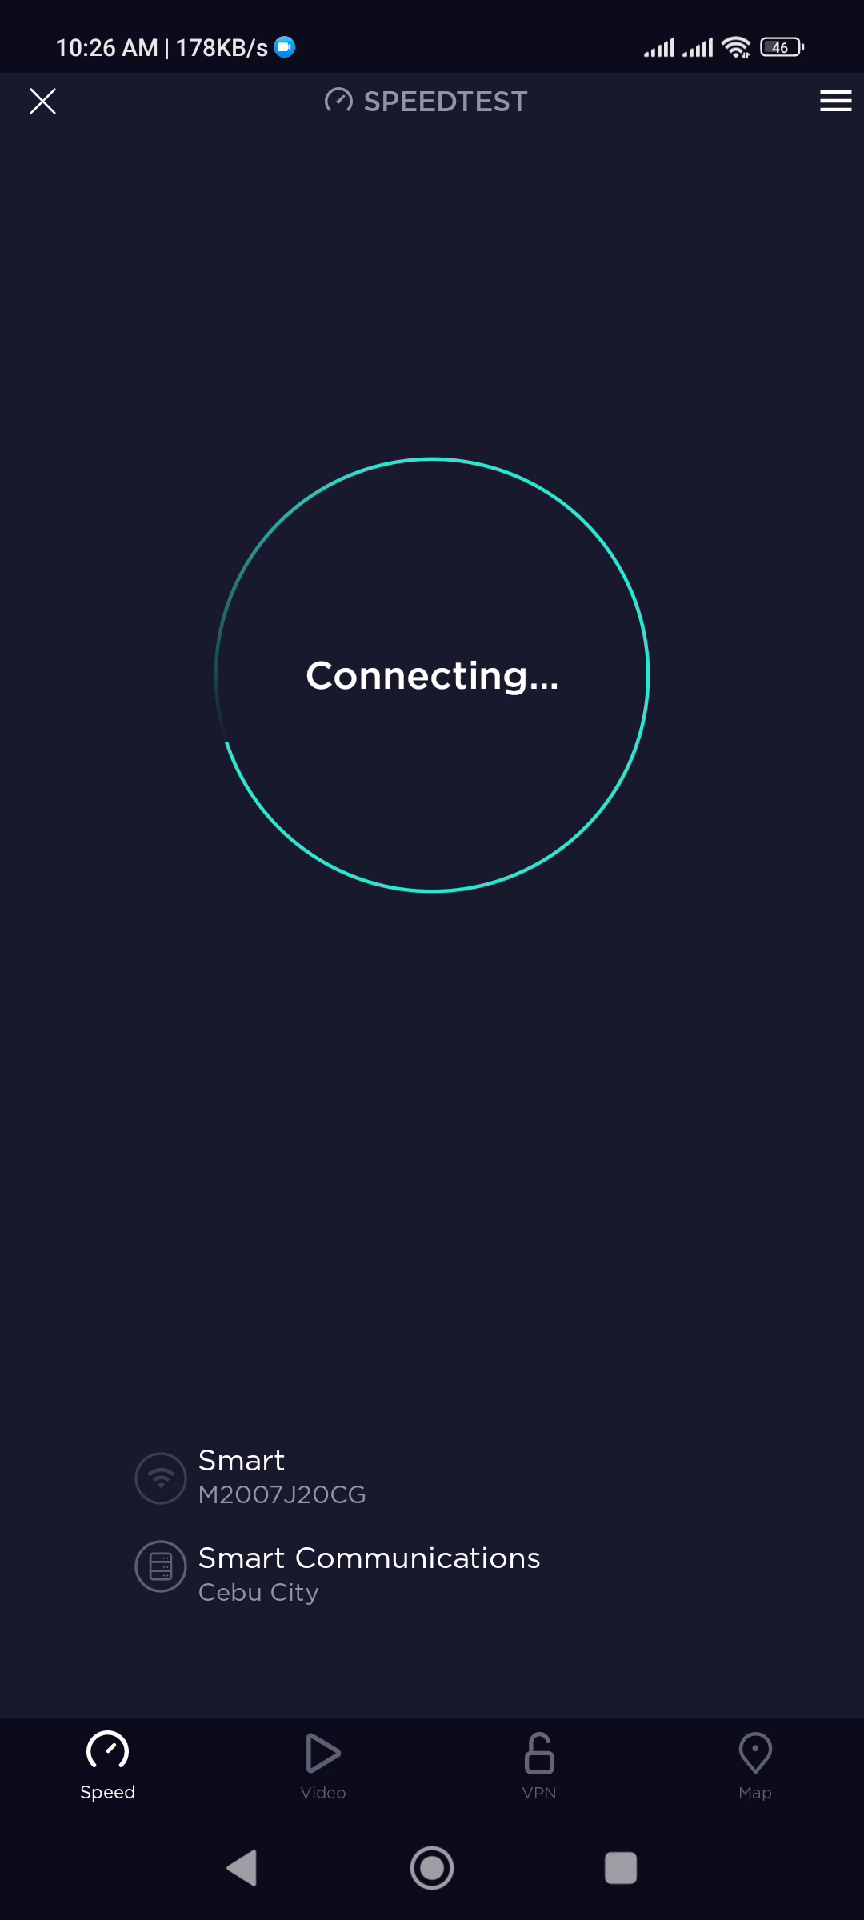 10:26 AM | 178KB/s
46
SPEEDTEST
Connecting...
Smart
M2007J20CG
Smart Communications
Cebu City
Speed
Video
VPN
Map